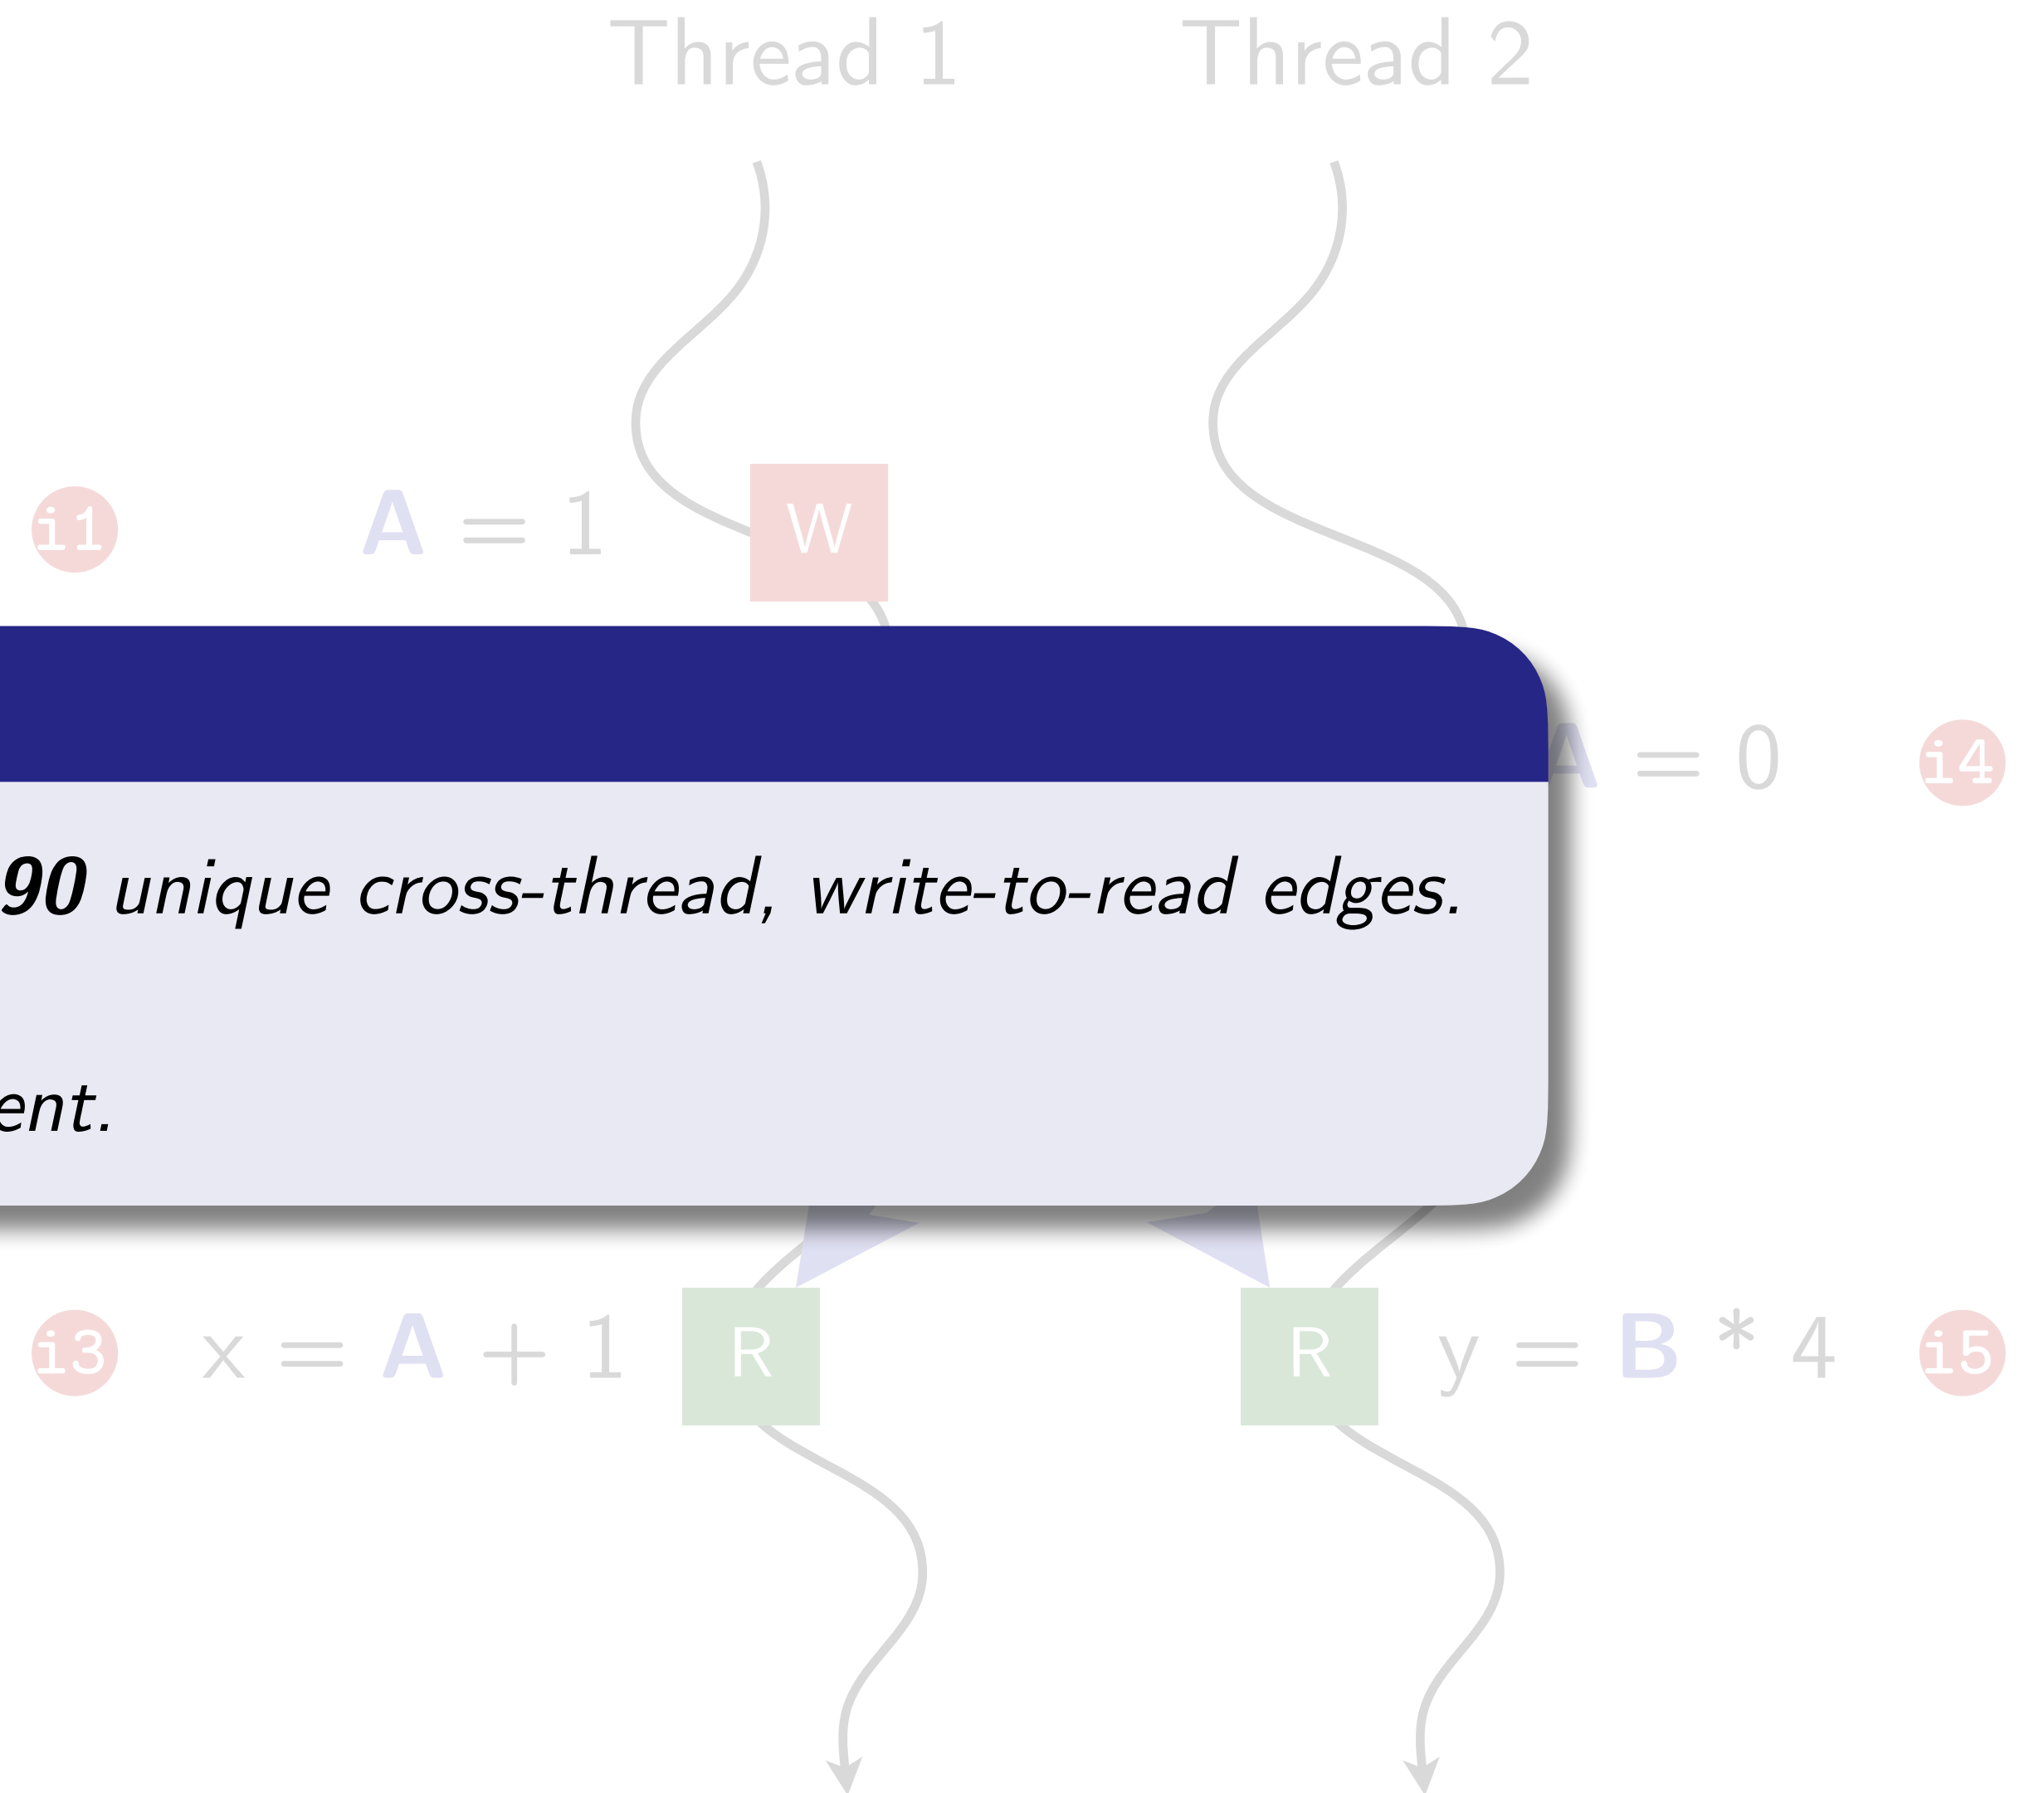 Thread 1 Thread 2
i1 A = 1 W
A = 0 i4
90 unique cross-thread, write-to-read edges.
ent.
i3 x = A + 1 R R y = B * 4 i5